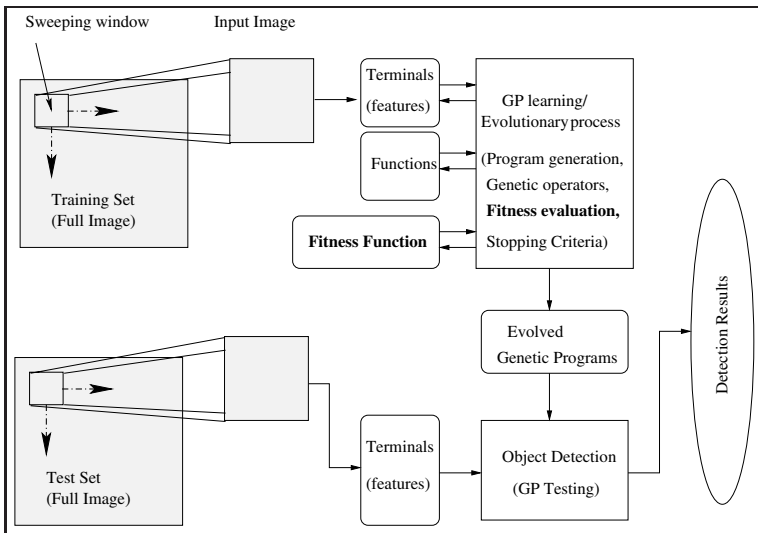 Sweeping window
Input Image
Training Set
(Full Image)
Terminals
(features)
Functions
Fitness Function
GP learning/
Evolutionary process
(Program generation,
Genetic operators,
Fitness evaluation,
Stopping Criteria)
Evolved
Genetic Programs
Test Set
(Full Image)
Terminals
(features)
Object Detection
(GP Testing)
Detection Results